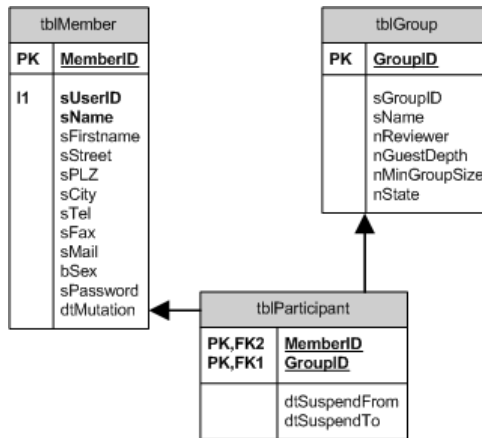 tblMember
PK MemberID
I1 sUserID
sName
sFirstname
sStreet
sPLZ
sCity
sTel
sFax
sMail
bSex
sPassword
dtMutation
tblGroup
PK GroupID
sGroupID
sName
nReviewer
nGuestDepth
nMinGroupSize
nState
tblParticipant
PK,FK2 MemberID
PK,FK1 GroupID
dtSuspendFrom
dtSuspendTo